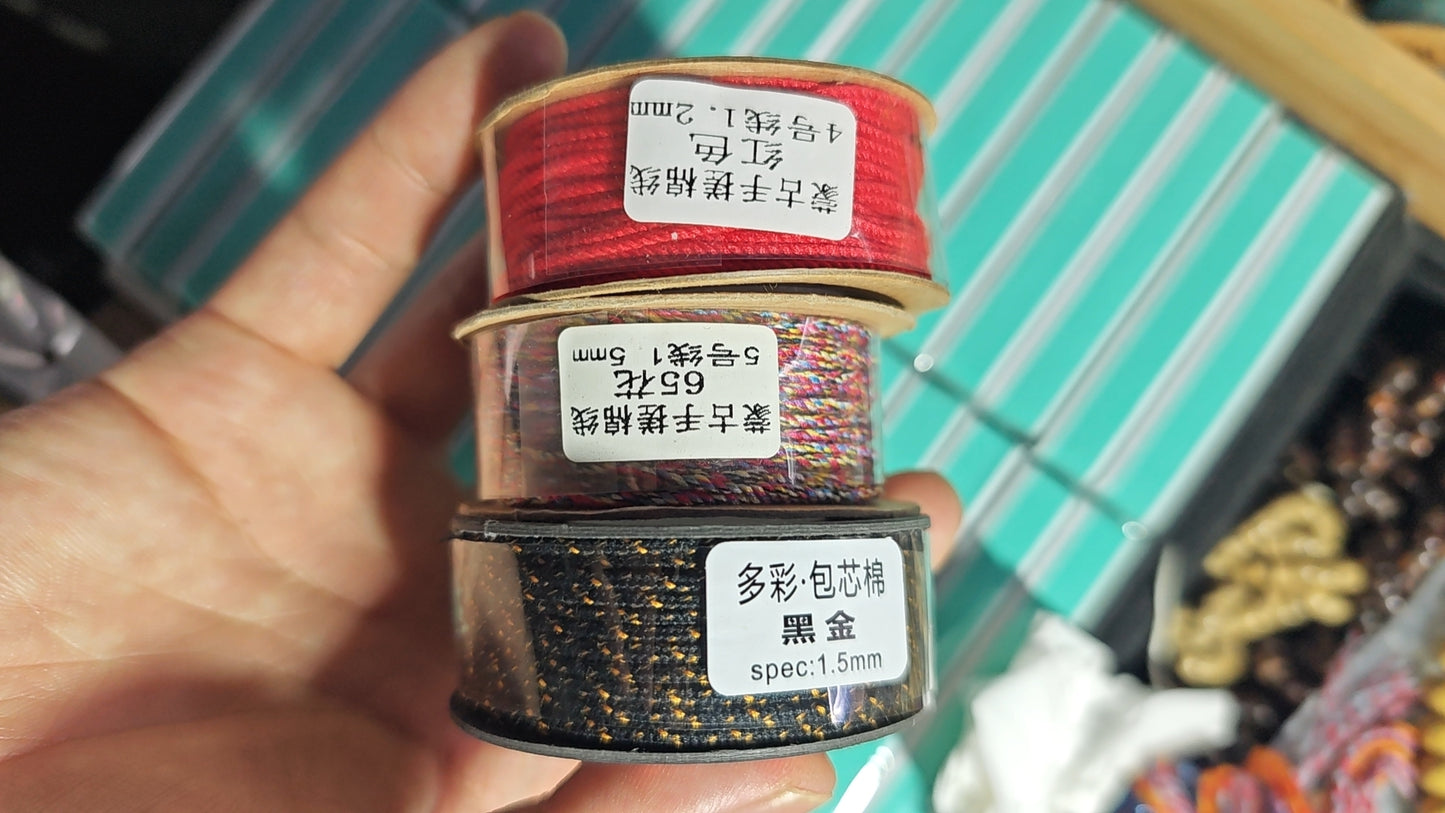 蒙古手搓棉线
红色
4号线1.2mm
蒙古手搓棉线
65花
5号线1.5mm
多彩·包芯棉
黑金
spec:1.5mm